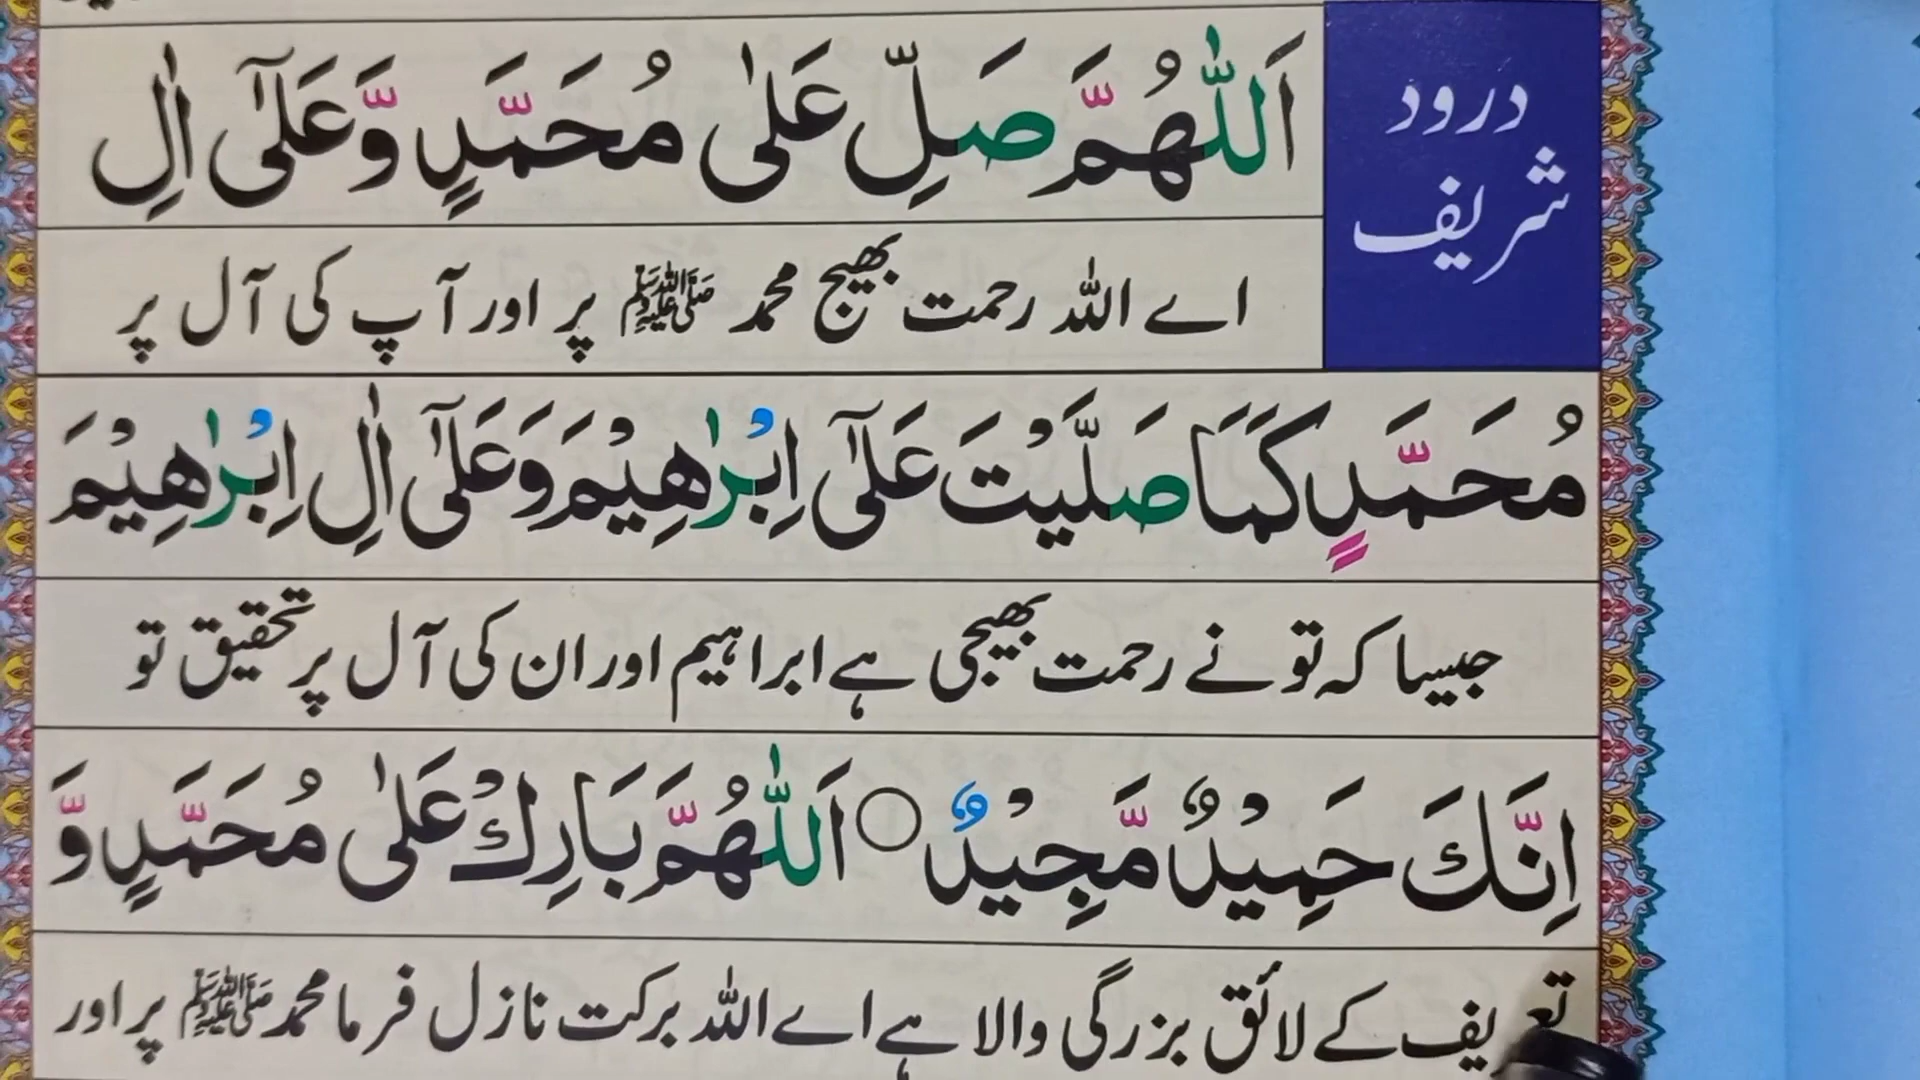 درود
شریف
اَللّٰهُمَّ صَلِّ عَلٰى مُحَمَّدٍ وَّعَلٰٓى اٰلِ
اے اللہ رحمت بھیج محمد ﷺ پر اور آپ کی آل پر
مُحَمَّدٍ كَمَا صَلَّيْتَ عَلٰٓى اِبْرٰهِيْمَ وَعَلٰٓى اٰلِ اِبْرٰهِيْمَ
جیسا کہ تو نے رحمت بھیجی ہے ابراہیم اور ان کی آل پر تحقیق تو
اِنَّكَ حَمِيْدٌ مَّجِيْدٌ ○ اَللّٰهُمَّ بَارِكْ عَلٰى مُحَمَّدٍ وَّ
تعریف کے لائق بزرگی والا ہے اے اللہ برکت نازل فرما محمد ﷺ پر اور